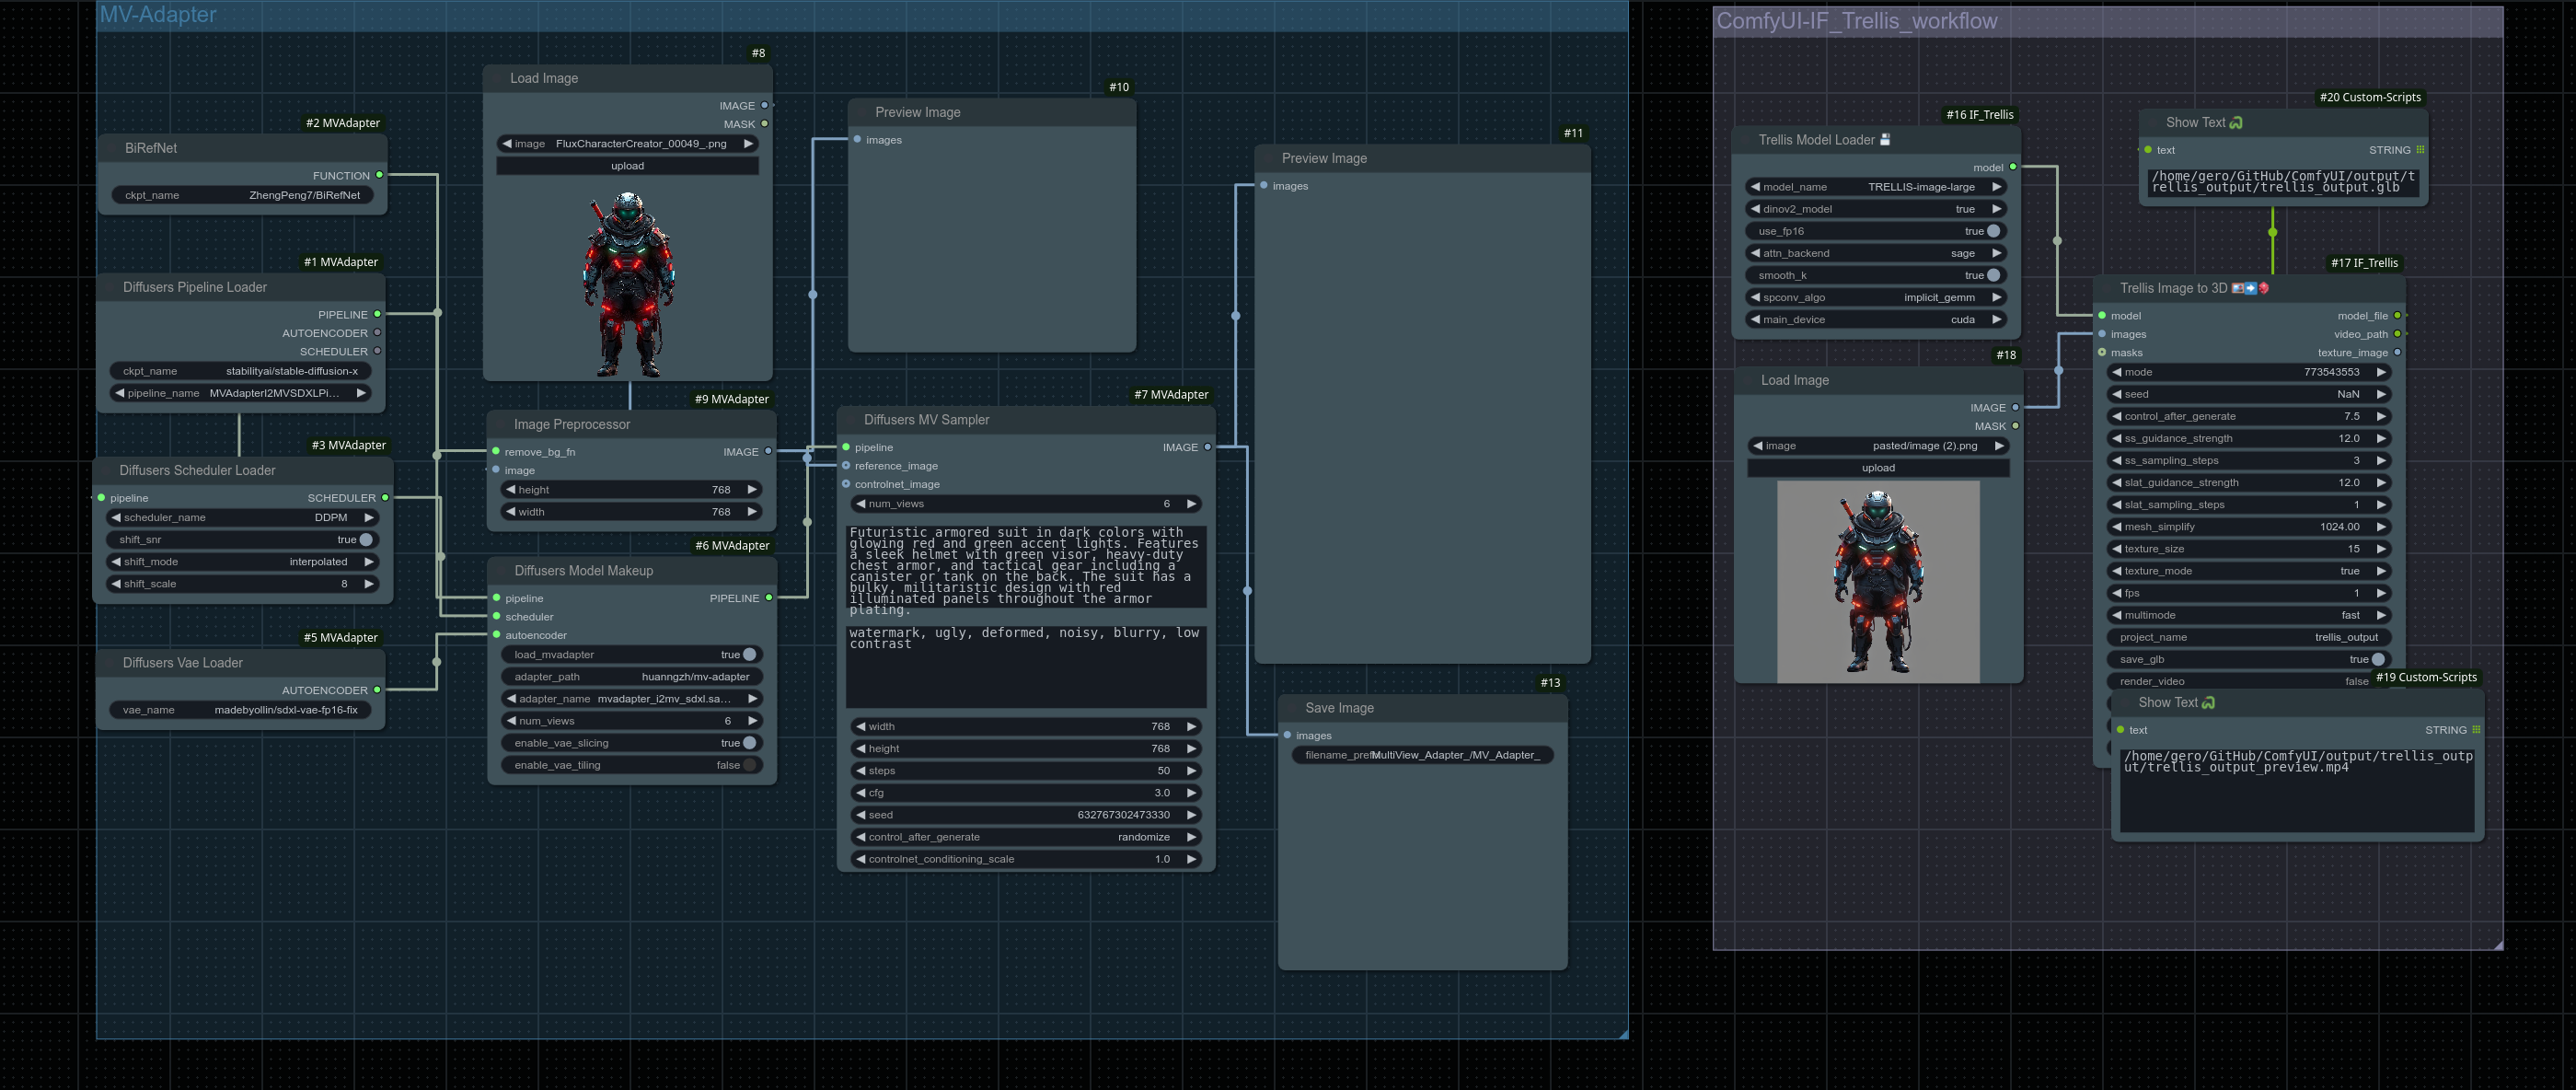 MV-Adapter
#2 MVAdapter
BiRefNet
FUNCTION
ckpt_name ZhengPeng7/BiRefNet
#1 MVAdapter
Diffusers Pipeline Loader
PIPELINE
AUTOENCODER
SCHEDULER
ckpt_name stabilityai/stable-diffusion-x
pipeline_name MVAdapterI2MVSDXLPi…
#3 MVAdapter
Diffusers Scheduler Loader
pipeline SCHEDULER
scheduler_name DDPM
shift_snr true
shift_mode interpolated
shift_scale 8
#5 MVAdapter
Diffusers Vae Loader
AUTOENCODER
vae_name madebyollin/sdxl-vae-fp16-fix
#8
Load Image
IMAGE
MASK
image FluxCharacterCreator_00049_.png
upload
#9 MVAdapter
Image Preprocessor
remove_bg_fn IMAGE
image
height 768
width 768
#6 MVAdapter
Diffusers Model Makeup
pipeline PIPELINE
scheduler
autoencoder
load_mvadapter true
adapter_path huanngzh/mv-adapter
adapter_name mvadapter_i2mv_sdxl.sa…
num_views 6
enable_vae_slicing true
enable_vae_tiling false
#10
Preview Image
images
#7 MVAdapter
Diffusers MV Sampler
pipeline IMAGE
reference_image
controlnet_image
num_views 6
Futuristic armored suit in dark colors with
glowing red and green accent lights. Features
a sleek helmet with green visor, heavy-duty
chest armor, and tactical gear including a
canister or tank on the back. The suit has a
bulky, militaristic design with red
illuminated panels throughout the armor
plating.
watermark, ugly, deformed, noisy, blurry, low
contrast
width 768
height 768
steps 50
cfg 3.0
seed 632767302473330
control_after_generate randomize
controlnet_conditioning_scale 1.0
#11
Preview Image
images
#13
Save Image
images
filename_pref MultiView_Adapter_/MV_Adapter_
ComfyUI-IF_Trellis_workflow
#16 IF_Trellis
Trellis Model Loader 💾
model
model_name TRELLIS-image-large
dinov2_model true
use_fp16 true
attn_backend sage
smooth_k true
spconv_algo implicit_gemm
main_device cuda
#18
Load Image
IMAGE
MASK
image pasted/image (2).png
upload
#20 Custom-Scripts
Show Text 🐍
text STRING
/home/gero/GitHub/ComfyUI/output/t
rellis_output/trellis_output.glb
#17 IF_Trellis
Trellis Image to 3D
model model_file
images video_path
masks texture_image
mode 773543553
seed NaN
control_after_generate 7.5
ss_guidance_strength 12.0
ss_sampling_steps 3
slat_guidance_strength 12.0
slat_sampling_steps 1
mesh_simplify 1024.00
texture_size 15
texture_mode true
fps 1
multimode fast
project_name trellis_output
save_glb true
render_video false
#19 Custom-Scripts
Show Text 🐍
text STRING
/home/gero/GitHub/ComfyUI/output/trellis_outp
ut/trellis_output_preview.mp4